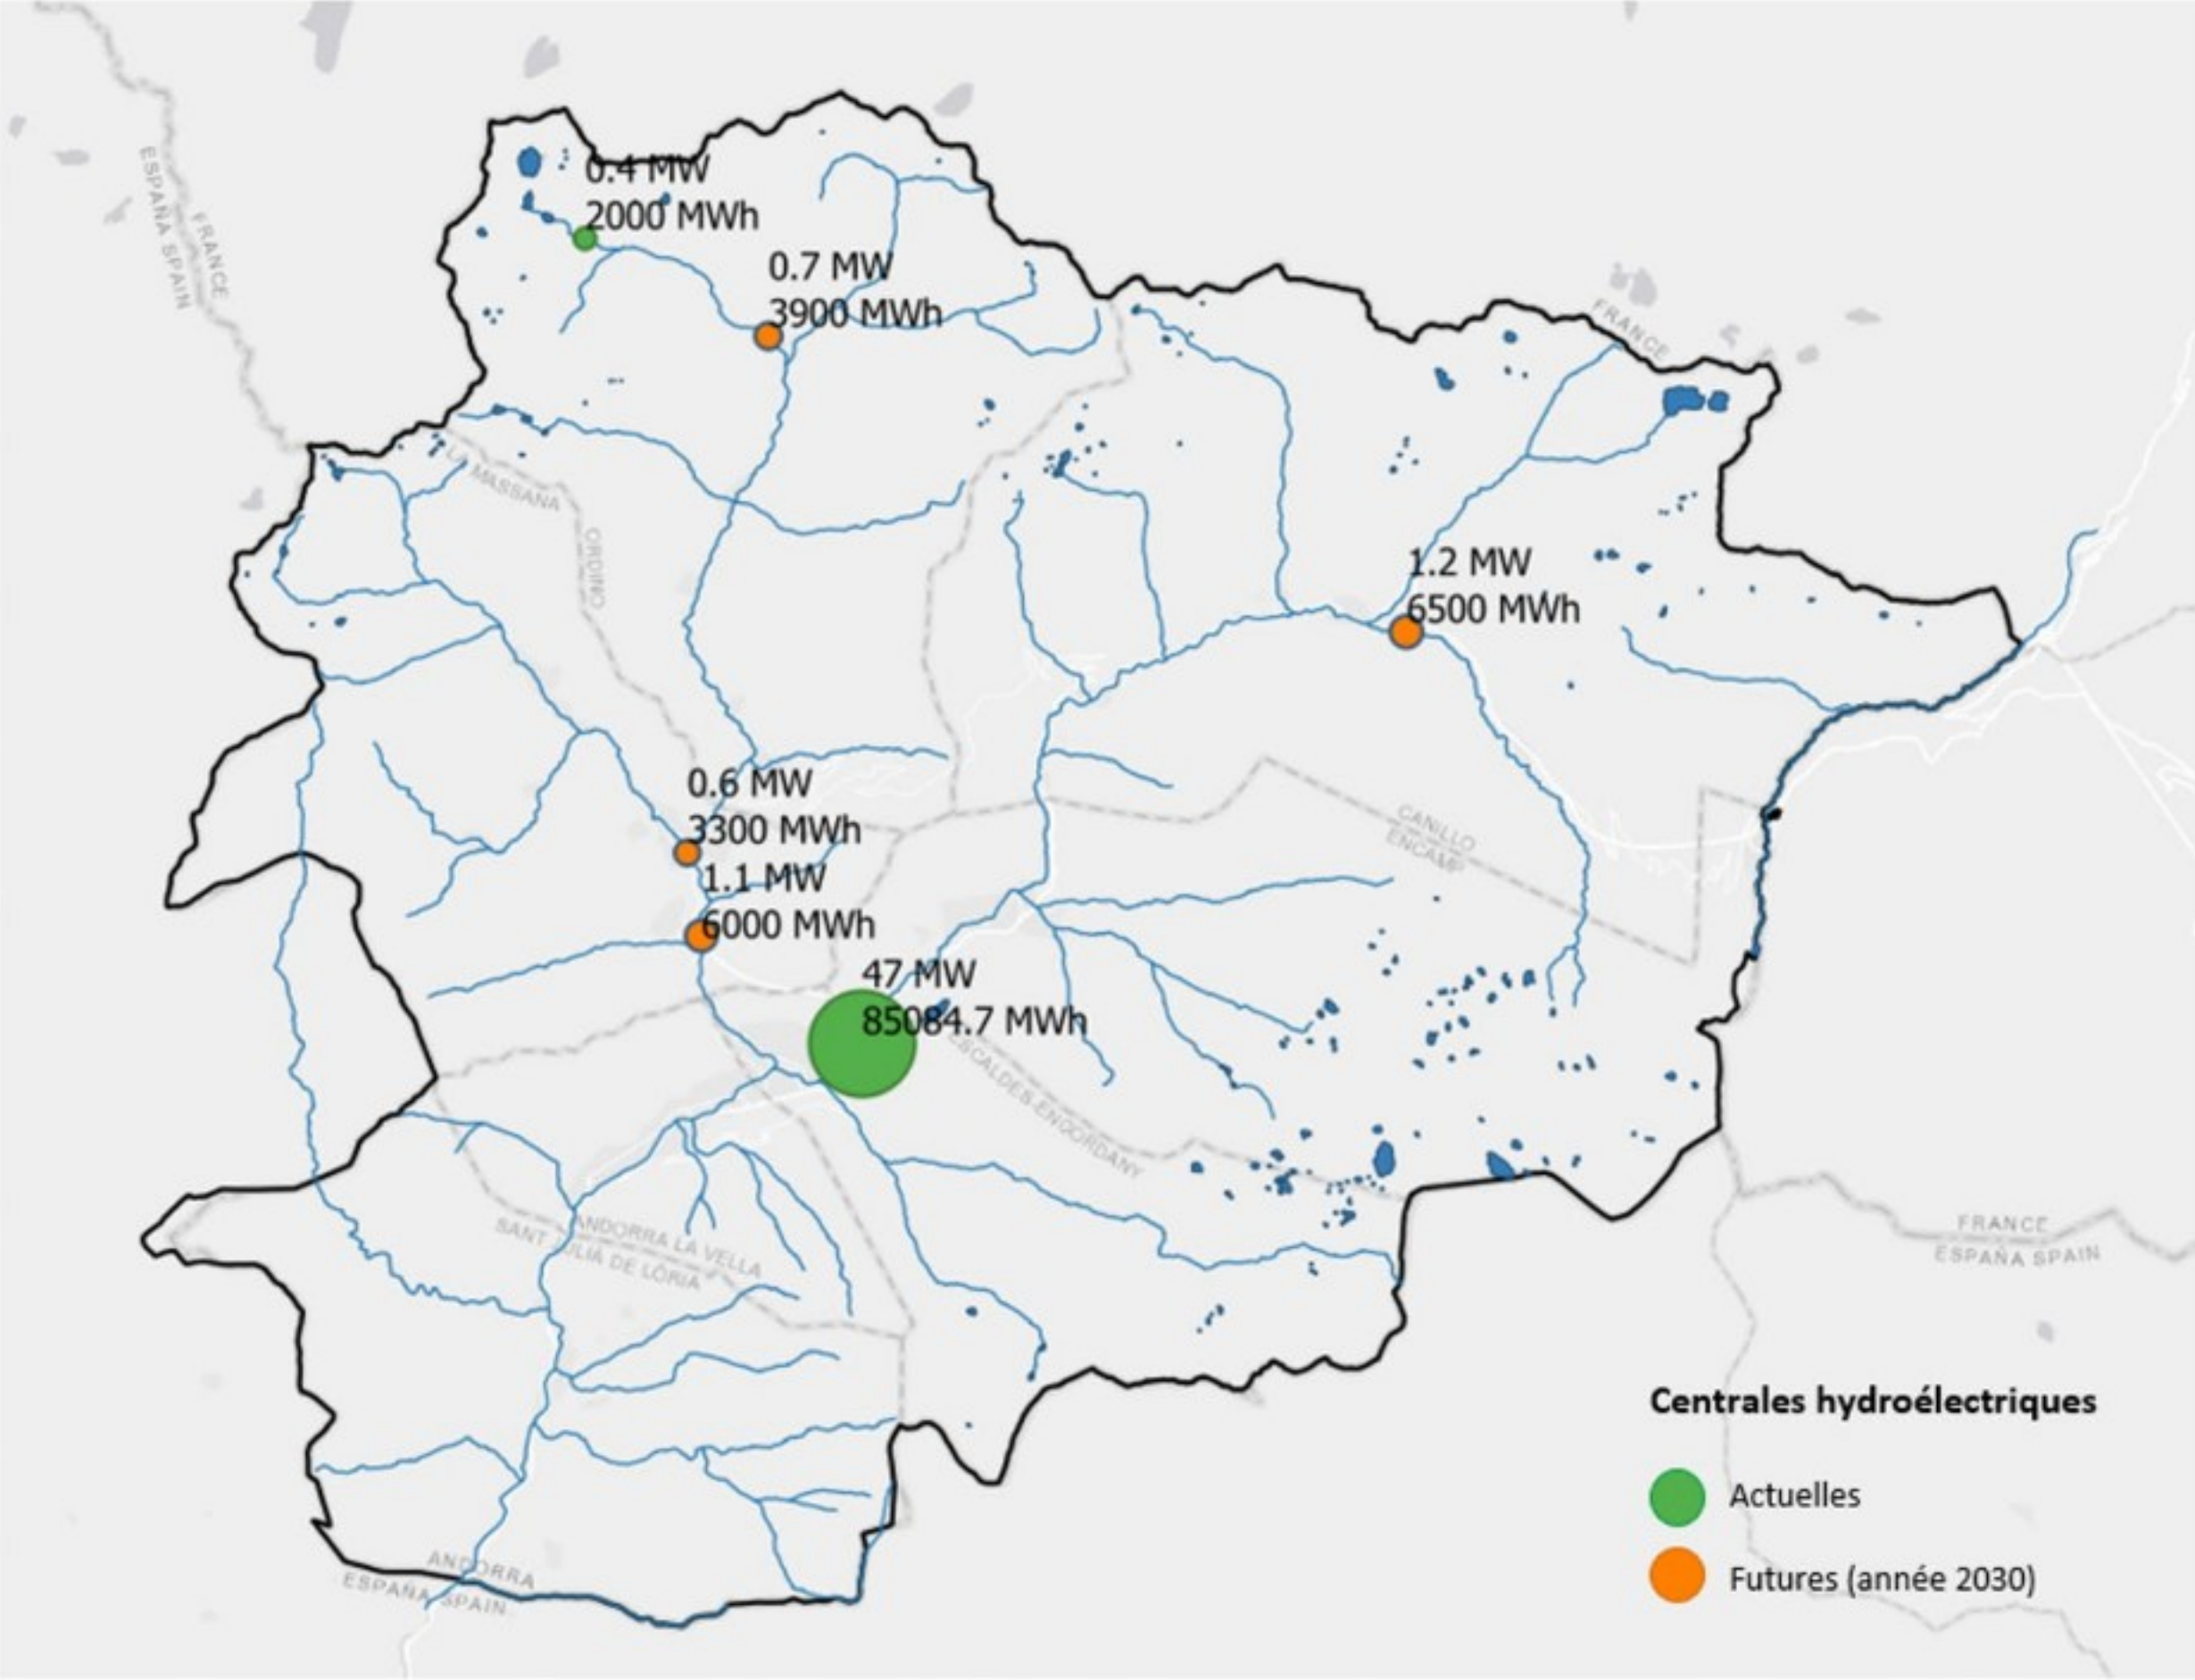 ESPAÑA SPAIN
FRANCE
0.4 MW
2000 MWh
0.7 MW
3900 MWh
FRANCE
LA MASSANA
ORDINO
1.2 MW
6500 MWh
0.6 MW
3300 MWh
1.1 MW
6000 MWh
CANILLO
ENCAMP
47 MW
85084.7 MWh
ESCALDES-ENGORDANY
ANDORRA LA VELLA
SANT JULIÀ DE LÒRIA
FRANCE
ESPAÑA SPAIN
Centrales hydroélectriques
Actuelles
Futures (année 2030)
ANDORRA
ESPAÑA SPAIN